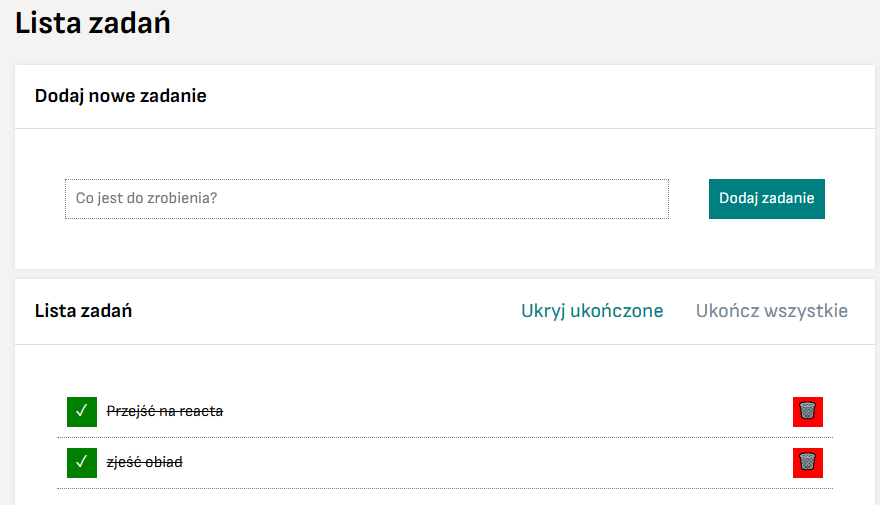 Lista zadań
Dodaj nowe zadanie
Co jest do zrobienia?
Dodaj zadanie
Lista zadań
Ukryj ukończone
Ukończ wszystkie
✓ Przejść na reacta
✓ zjeść obiad